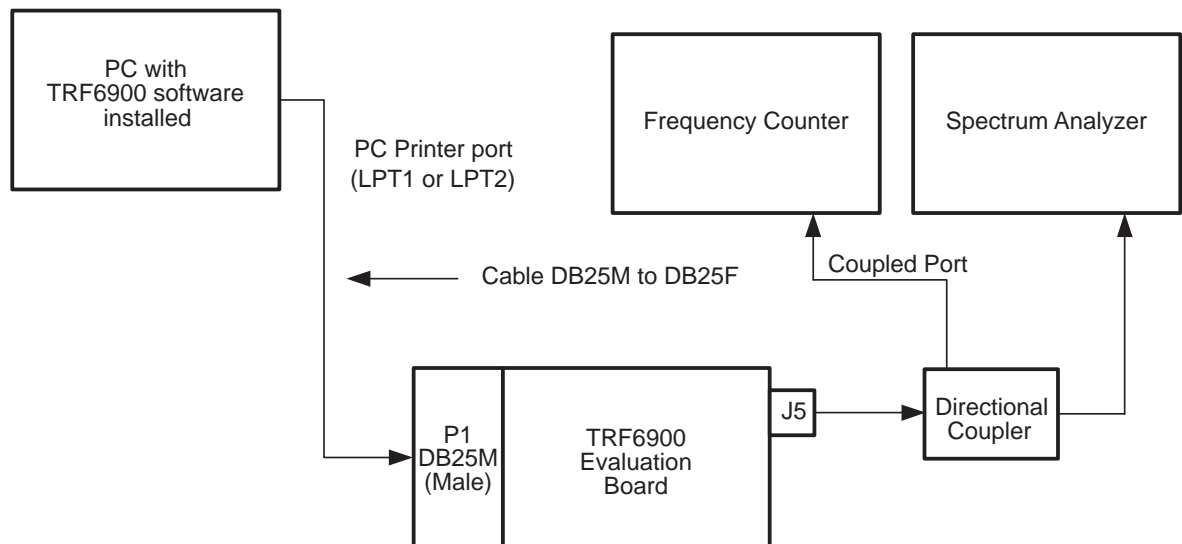 PC with
TRF6900 software
installed
PC Printer port
(LPT1 or LPT2)
Frequency Counter
Spectrum Analyzer
Coupled Port
Cable DB25M to DB25F
P1
DB25M
(Male)
TRF6900
Evaluation
Board
J5
Directional
Coupler